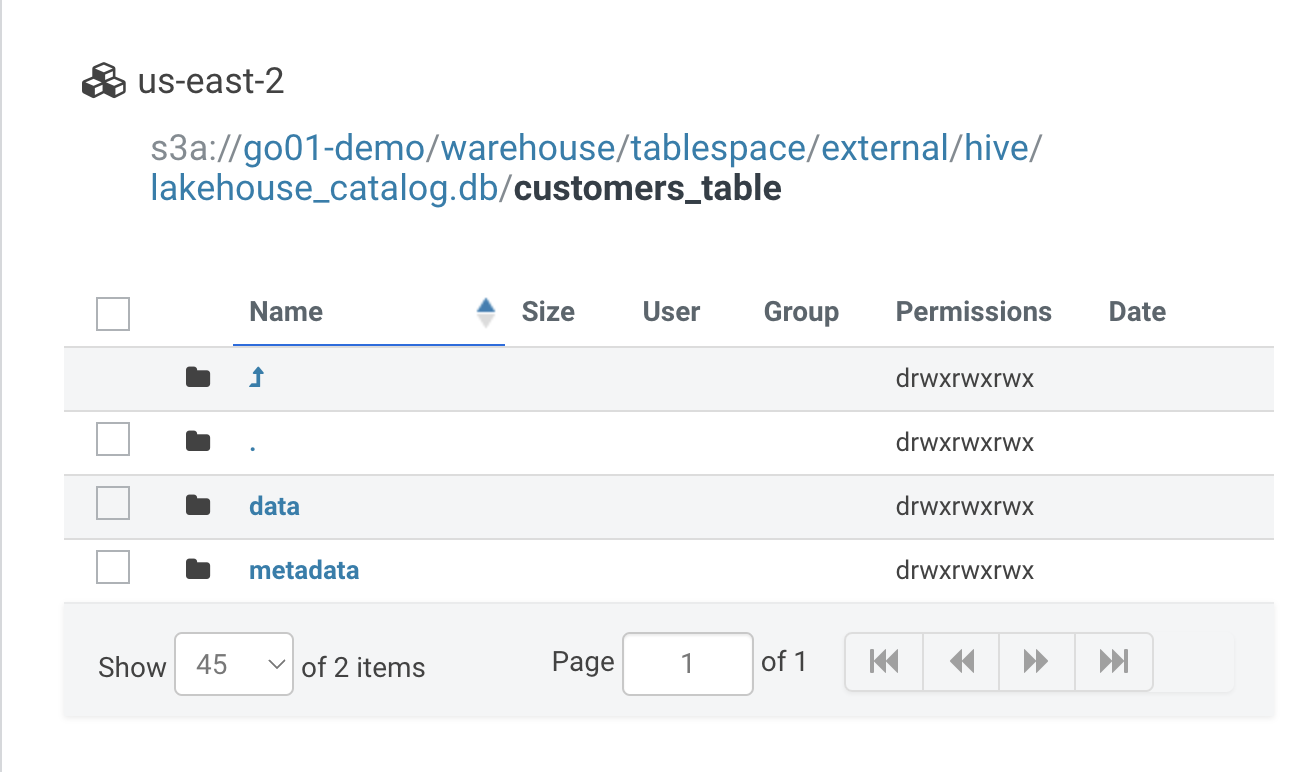 us-east-2
s3a://go01-demo/warehouse/tablespace/external/hive/
lakehouse_catalog.db/customers_table
Name Size User Group Permissions Date
drwxrwxrwx
. drwxrwxrwx
data drwxrwxrwx
metadata drwxrwxrwx
Show 45 of 2 items Page 1 of 1